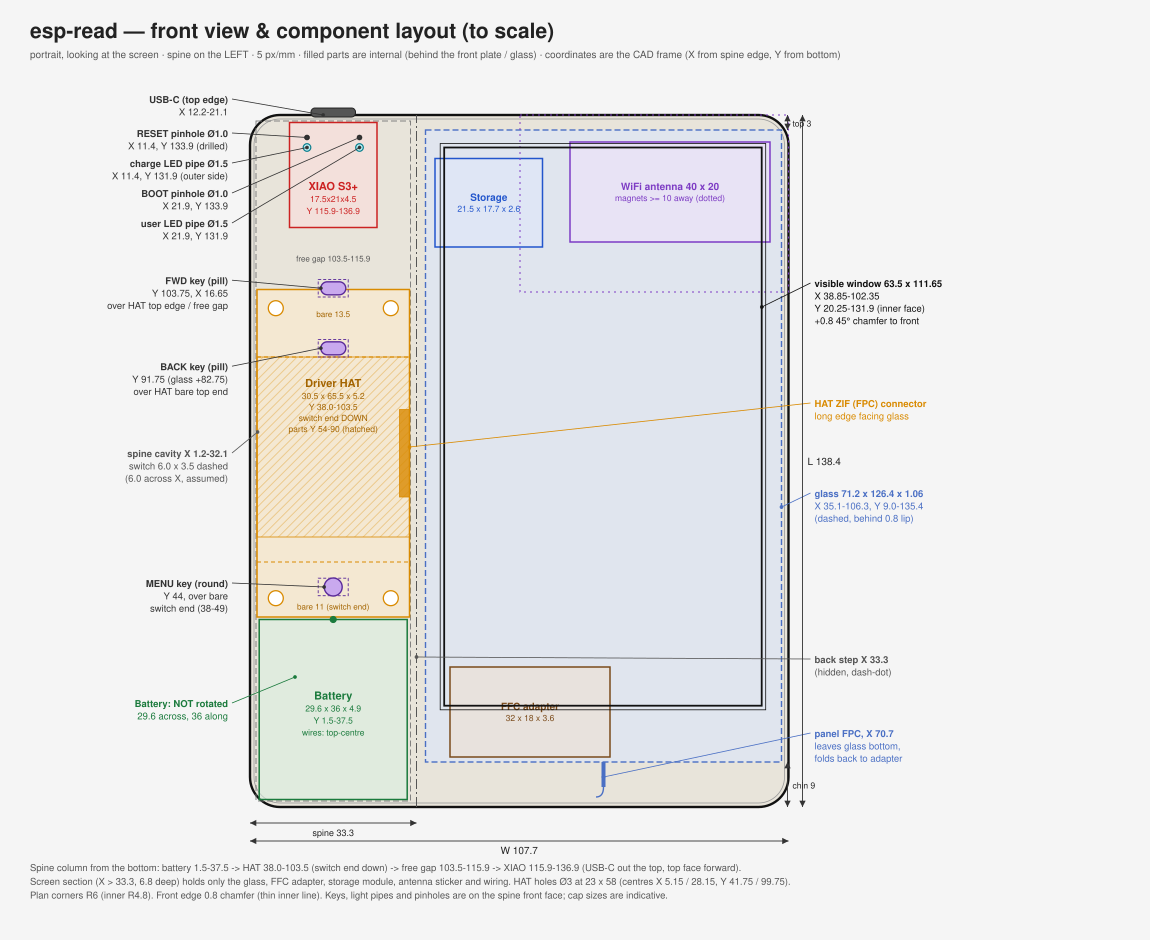 esp-read — front view & component layout (to scale)
portrait, looking at the screen · spine on the LEFT · 5 px/mm · filled parts are internal (behind the front plate / glass) · coordinates are the CAD frame (X from spine edge, Y from bottom)
USB-C (top edge)
X 12.2-21.1
RESET pinhole Ø1.0
X 11.4, Y 133.9 (drilled)
charge LED pipe Ø1.5
X 11.4, Y 131.9 (outer side)
BOOT pinhole Ø1.0
X 21.9, Y 133.9
user LED pipe Ø1.5
X 21.9, Y 131.9
FWD key (pill)
Y 103.75, X 16.65
over HAT top edge / free gap
BACK key (pill)
Y 91.75 (glass +82.75)
over HAT bare top end
spine cavity X 1.2-32.1
switch 6.0 x 3.5 dashed
(6.0 across X, assumed)
MENU key (round)
Y 44, over bare
switch end (38-49)
Battery: NOT rotated
29.6 across, 36 along
XIAO S3+
17.5x21x4.5
Y 115.9-136.9
free gap 103.5-115.9
bare 13.5
Driver HAT
30.5 x 65.5 x 5.2
Y 38.0-103.5
switch end DOWN
parts Y 54-90 (hatched)
bare 11 (switch end)
Battery
29.6 x 36 x 4.9
Y 1.5-37.5
wires: top-centre
Storage
21.5 x 17.7 x 2.6
WiFi antenna 40 x 20
magnets >= 10 away (dotted)
FFC adapter
32 x 18 x 3.6
top 3
visible window 63.5 x 111.65
X 38.85-102.35
Y 20.25-131.9 (inner face)
+0.8 45° chamfer to front
HAT ZIF (FPC) connector
long edge facing glass
L 138.4
glass 71.2 x 126.4 x 1.06
X 35.1-106.3, Y 9.0-135.4
(dashed, behind 0.8 lip)
back step X 33.3
(hidden, dash-dot)
panel FPC, X 70.7
leaves glass bottom,
folds back to adapter
chin 9
spine 33.3
W 107.7
Spine column from the bottom: battery 1.5-37.5 -> HAT 38.0-103.5 (switch end down) -> free gap 103.5-115.9 -> XIAO 115.9-136.9 (USB-C out the top, top face forward).
Screen section (X > 33.3, 6.8 deep) holds only the glass, FFC adapter, storage module, antenna sticker and wiring. HAT holes Ø3 at 23 x 58 (centres X 5.15 / 28.15, Y 41.75 / 99.75).
Plan corners R6 (inner R4.8). Front edge 0.8 chamfer (thin inner line). Keys, light pipes and pinholes are on the spine front face; cap sizes are indicative.